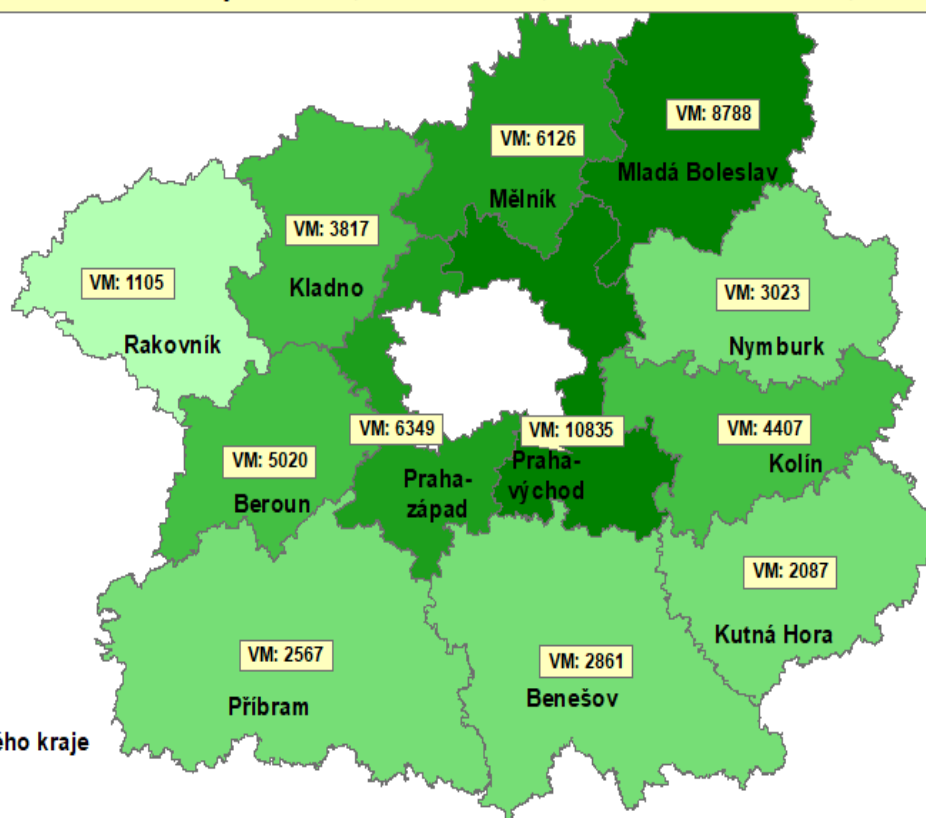 VM: 8788
Mladá Boleslav
VM: 6126
Mělník
VM: 3817
Kladno
VM: 1105
Rakovník
VM: 3023
Nymburk
VM: 6349
Praha-
západ
VM: 10835
Praha-
východ
VM: 4407
Kolín
VM: 5020
Beroun
VM: 2087
Kutná Hora
VM: 2567
Příbram
VM: 2861
Benešov
ého kraje